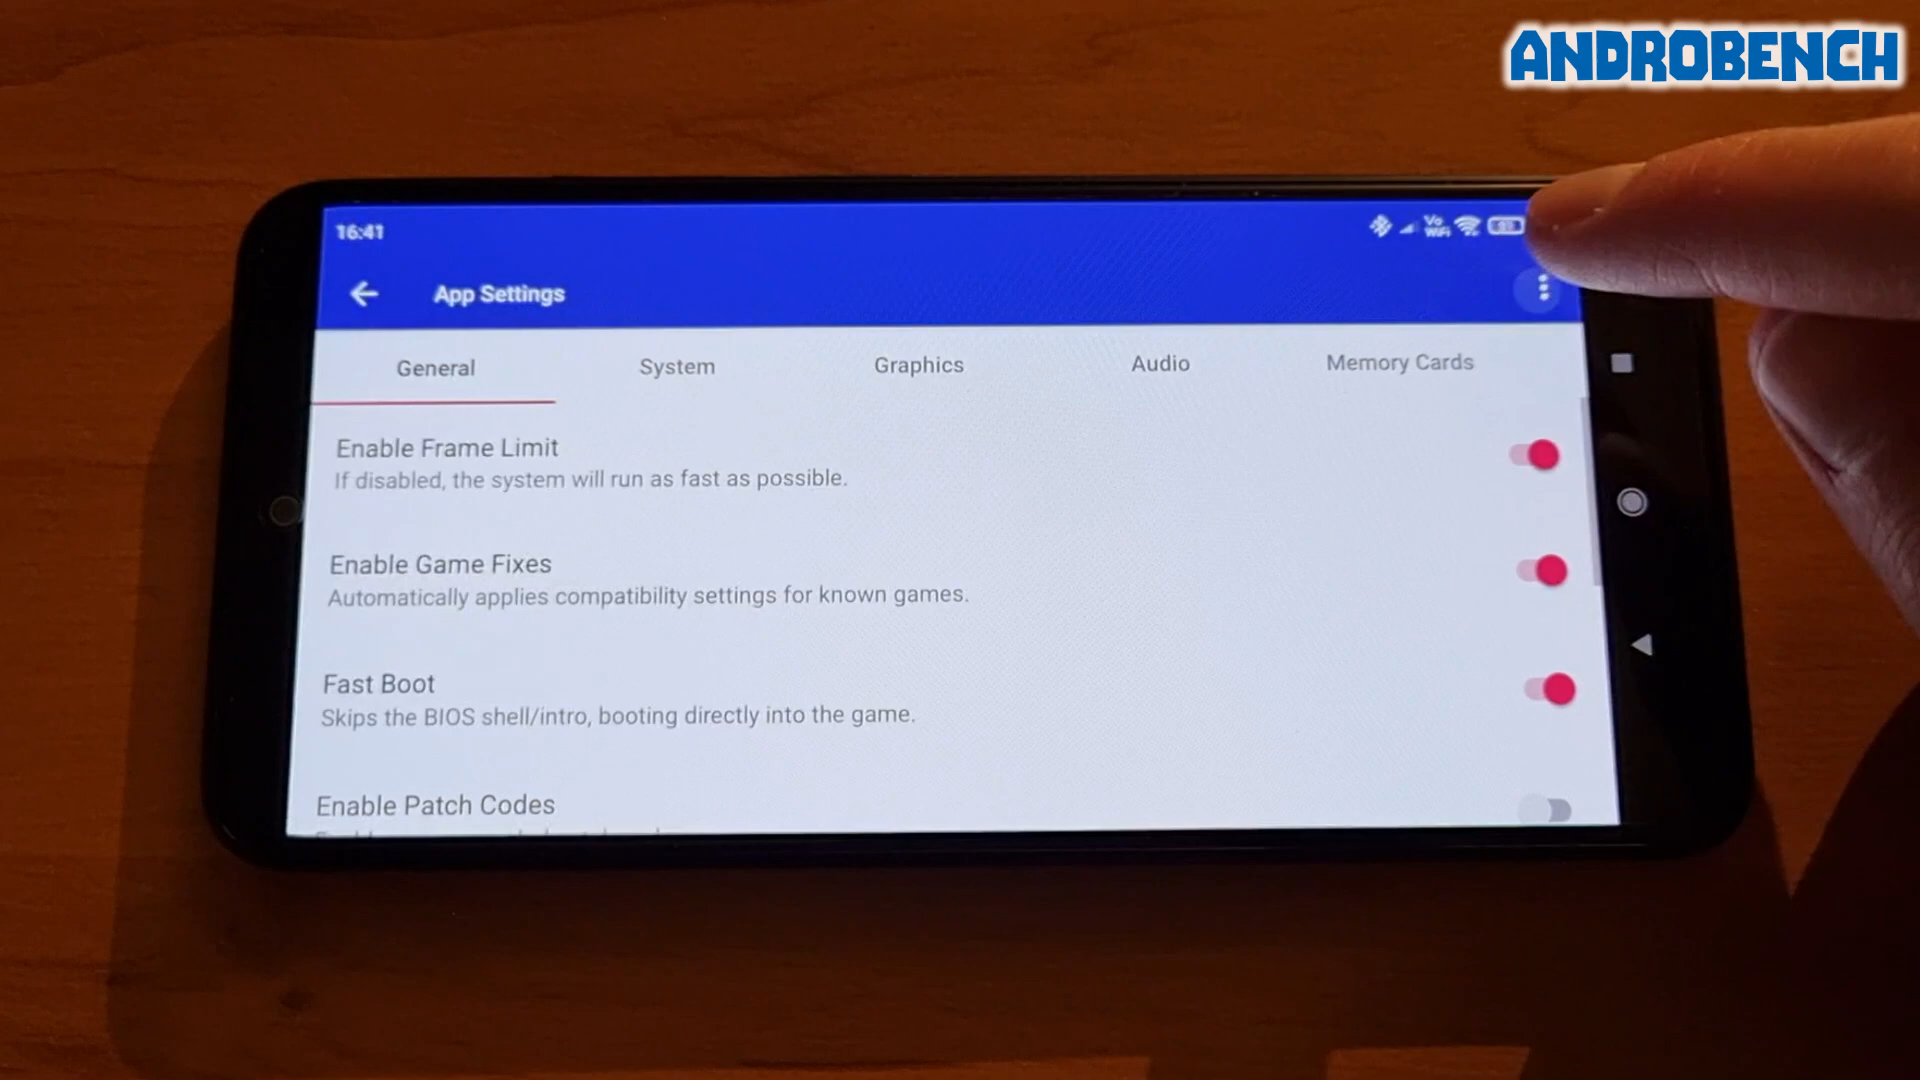 ANDROBENCH
16:41
Vo
WiFi
App Settings
General
System
Graphics
Audio
Memory Cards
Enable Frame Limit
If disabled, the system will run as fast as possible.
Enable Game Fixes
Automatically applies compatibility settings for known games.
Fast Boot
Skips the BIOS shell/intro, booting directly into the game.
Enable Patch Codes